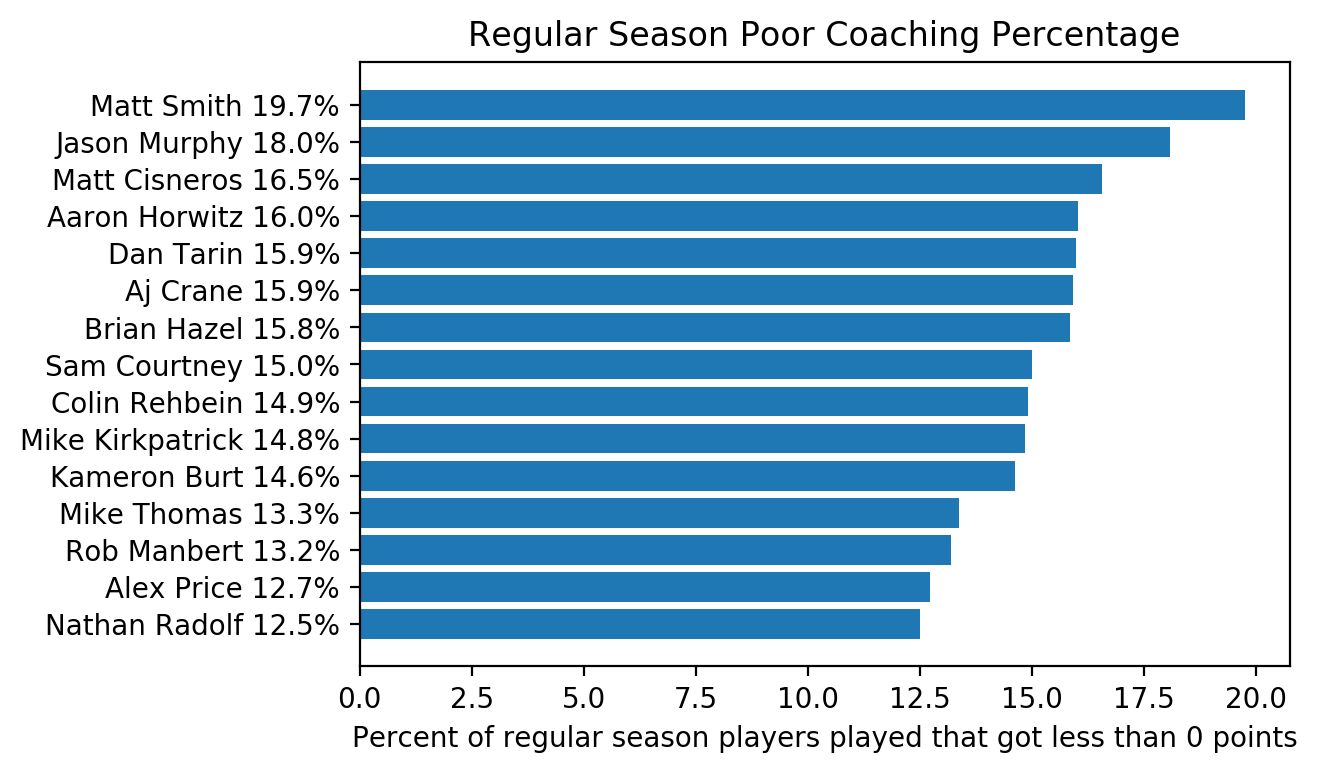 Regular Season Poor Coaching Percentage
Matt Smith 19.7%
Jason Murphy 18.0%
Matt Cisneros 16.5%
Aaron Horwitz 16.0%
Dan Tarin 15.9%
Aj Crane 15.9%
Brian Hazel 15.8%
Sam Courtney 15.0%
Colin Rehbein 14.9%
Mike Kirkpatrick 14.8%
Kameron Burt 14.6%
Mike Thomas 13.3%
Rob Manbert 13.2%
Alex Price 12.7%
Nathan Radolf 12.5%
0.0 2.5 5.0 7.5 10.0 12.5 15.0 17.5 20.0
Percent of regular season players played that got less than 0 points